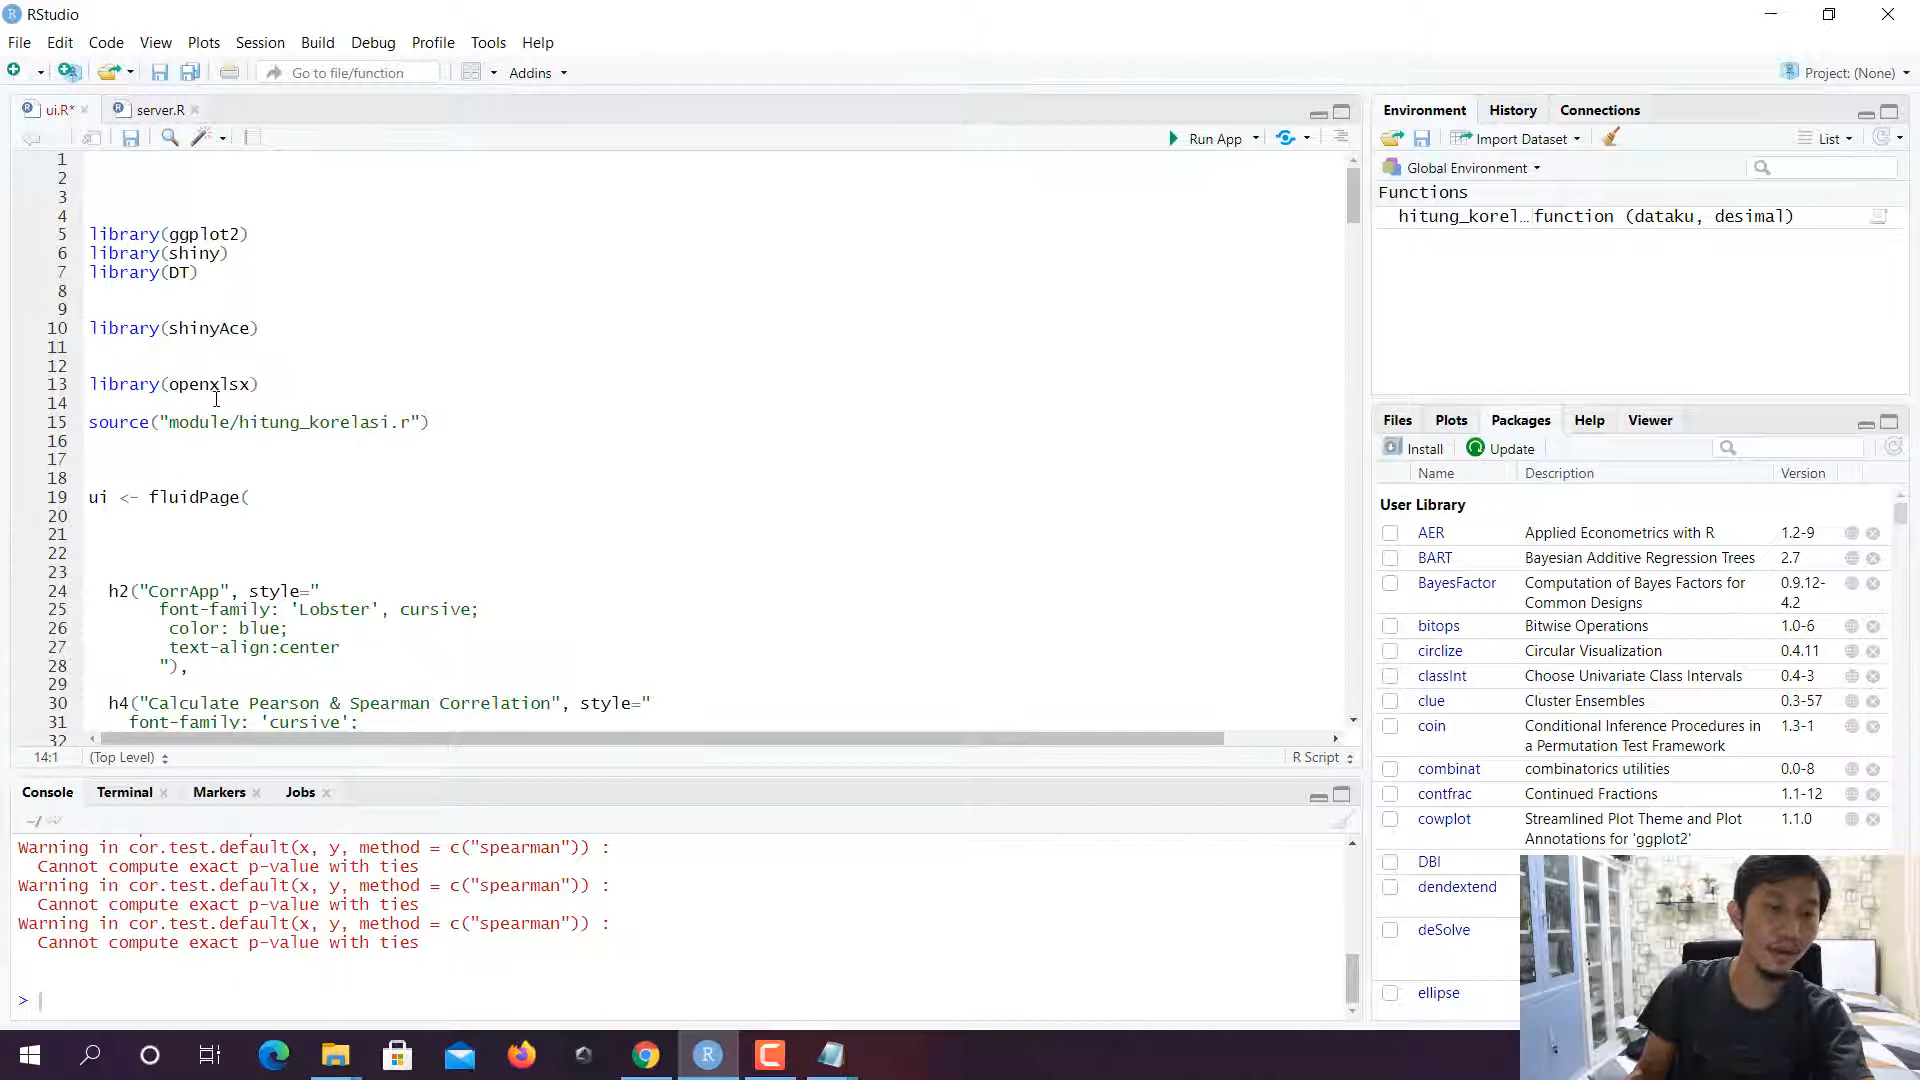 RStudio
File Edit Code View Plots Session Build Debug Profile Tools Help
Go to file/function Addins Project: (None)
ui.R* server.R
Run App
1
2
3
4
5 library(ggplot2)
6 library(shiny)
7 library(DT)
8
9
10 library(shinyAce)
11
12
13 library(openxlsx)
14
15 source("module/hitung_korelasi.r")
16
17
18
19 ui <- fluidPage(
20
21
22
23
24 h2("CorrApp", style="
25 font-family: 'Lobster', cursive;
26 color: blue;
27 text-align:center
28 "),
29
30 h4("Calculate Pearson & Spearman Correlation", style="
31 font-family: 'cursive';
32
14:1 (Top Level) R Script
Console Terminal Markers Jobs
~/
Warning in cor.test.default(x, y, method = c("spearman")) :
Cannot compute exact p-value with ties
Warning in cor.test.default(x, y, method = c("spearman")) :
Cannot compute exact p-value with ties
Warning in cor.test.default(x, y, method = c("spearman")) :
Cannot compute exact p-value with ties
>
Environment History Connections
Import Dataset List
Global Environment
Functions
hitung_korel… function (dataku, desimal)
Files Plots Packages Help Viewer
Install Update
Name Description Version
User Library
AER Applied Econometrics with R 1.2-9
BART Bayesian Additive Regression Trees 2.7
BayesFactor Computation of Bayes Factors for Common Designs 0.9.12-4.2
bitops Bitwise Operations 1.0-6
circlize Circular Visualization 0.4.11
classInt Choose Univariate Class Intervals 0.4-3
clue Cluster Ensembles 0.3-57
coin Conditional Inference Procedures in a Permutation Test Framework 1.3-1
combinat combinatorics utilities 0.0-8
contfrac Continued Fractions 1.1-12
cowplot Streamlined Plot Theme and Plot Annotations for 'ggplot2' 1.1.0
DBI
dendextend
deSolve
ellipse